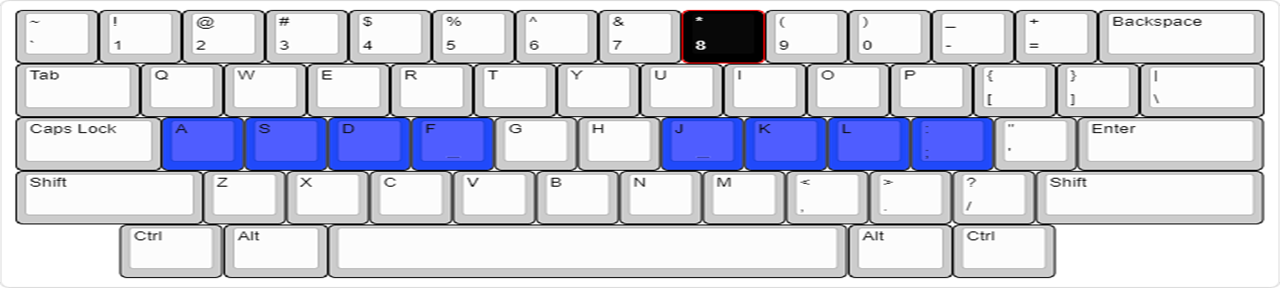 ~ ! @ # $ % ^ & * ( ) _ +
` 1 2 3 4 5 6 7 8 9 0 - = Backspace
Tab Q W E R T Y U I O P { } |
[ ] \
Caps Lock A S D F G H J K L : " Enter
_ _ ; '
Shift Z X C V B N M < > ? Shift
, . /
Ctrl Alt Alt Ctrl